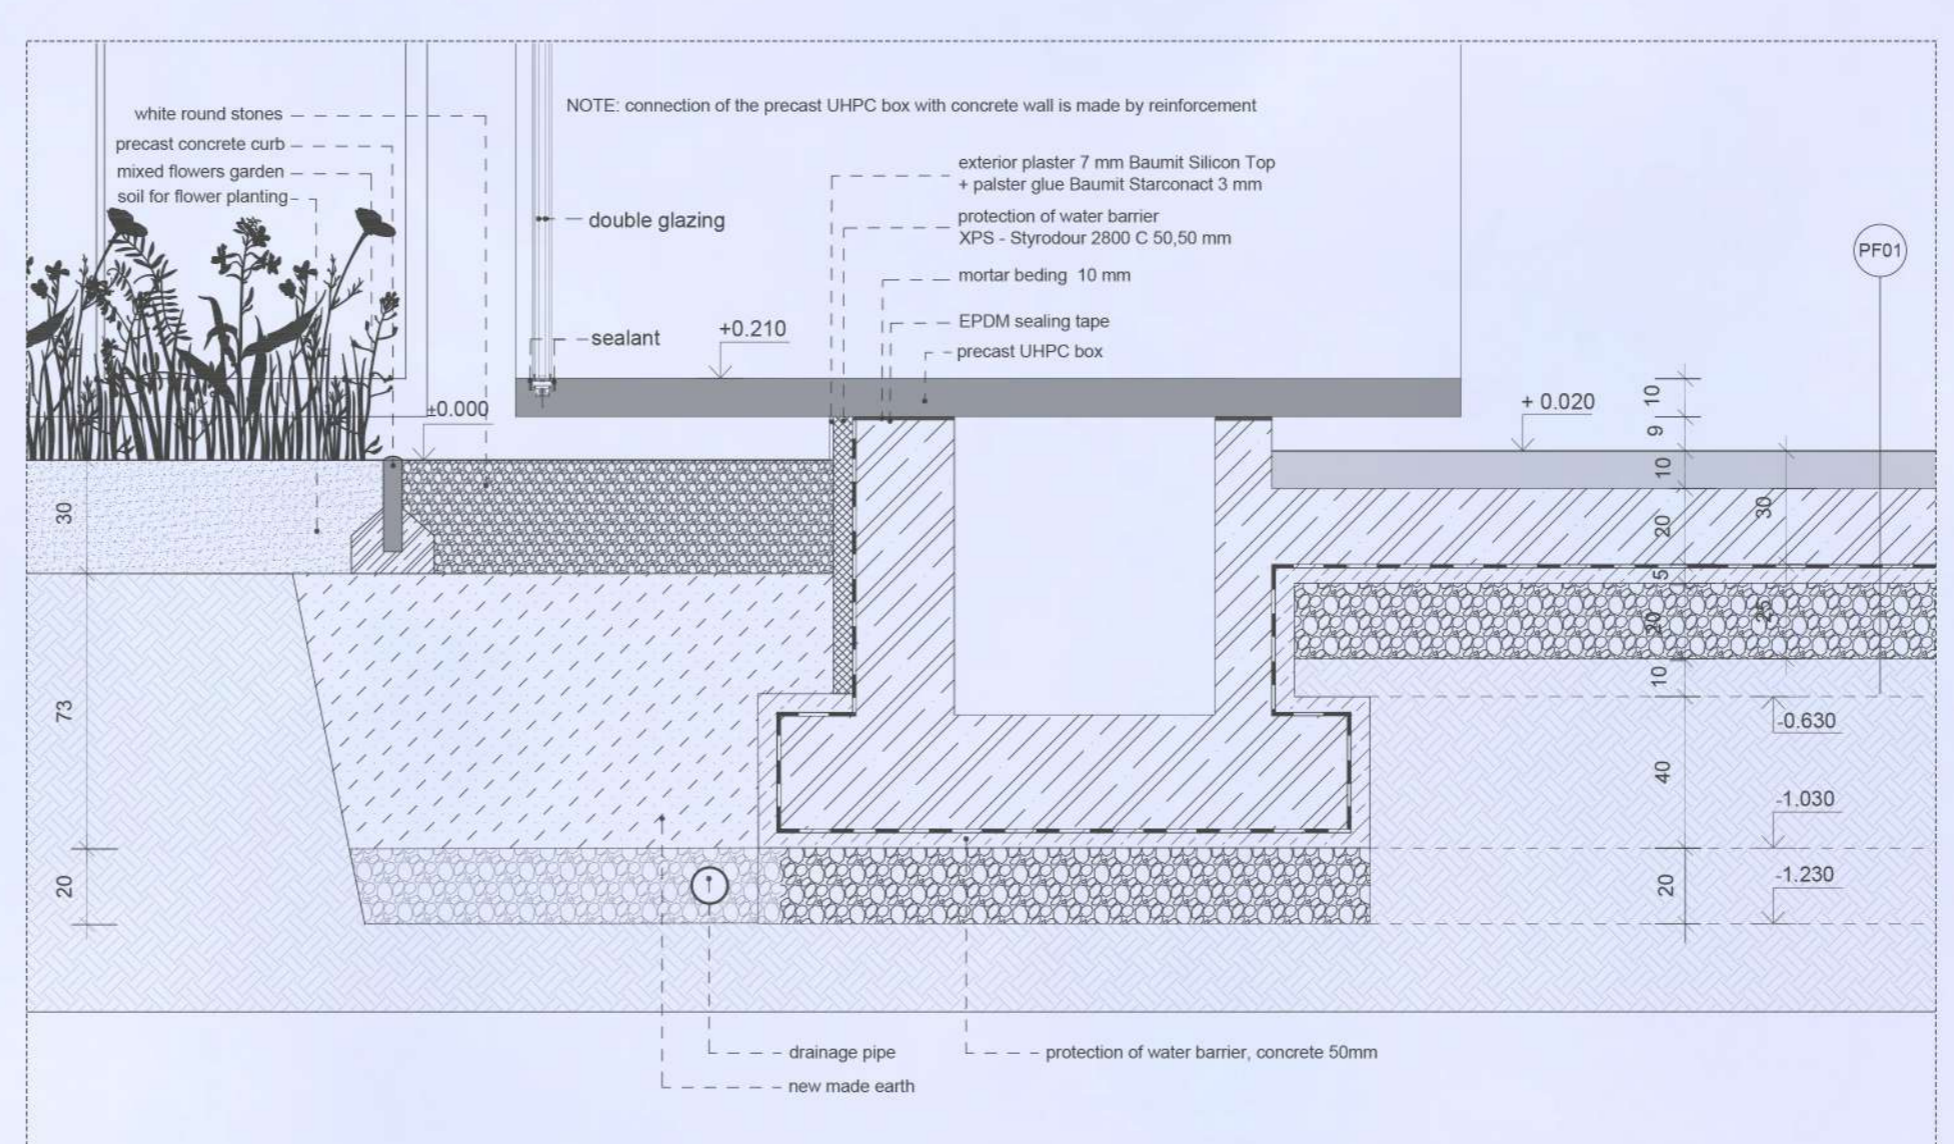 NOTE: connection of the precast UHPC box with concrete wall is made by reinforcement
white round stones
precast concrete curb
mixed flowers garden
soil for flower planting
exterior plaster 7 mm Baumit Silicon Top
+ palster glue Baumit Starconact 3 mm
protection of water barrier
XPS - Styrodour 2800 C 50,50 mm
mortar beding 10 mm
EPDM sealing tape
precast UHPC box
double glazing
sealant
+0.210
±0.000
PF01
+ 0.020
10
9
10
20
30
5
20
25
10
40
20
-0.630
-1.030
-1.230
30
73
20
drainage pipe
new made earth
protection of water barrier, concrete 50mm